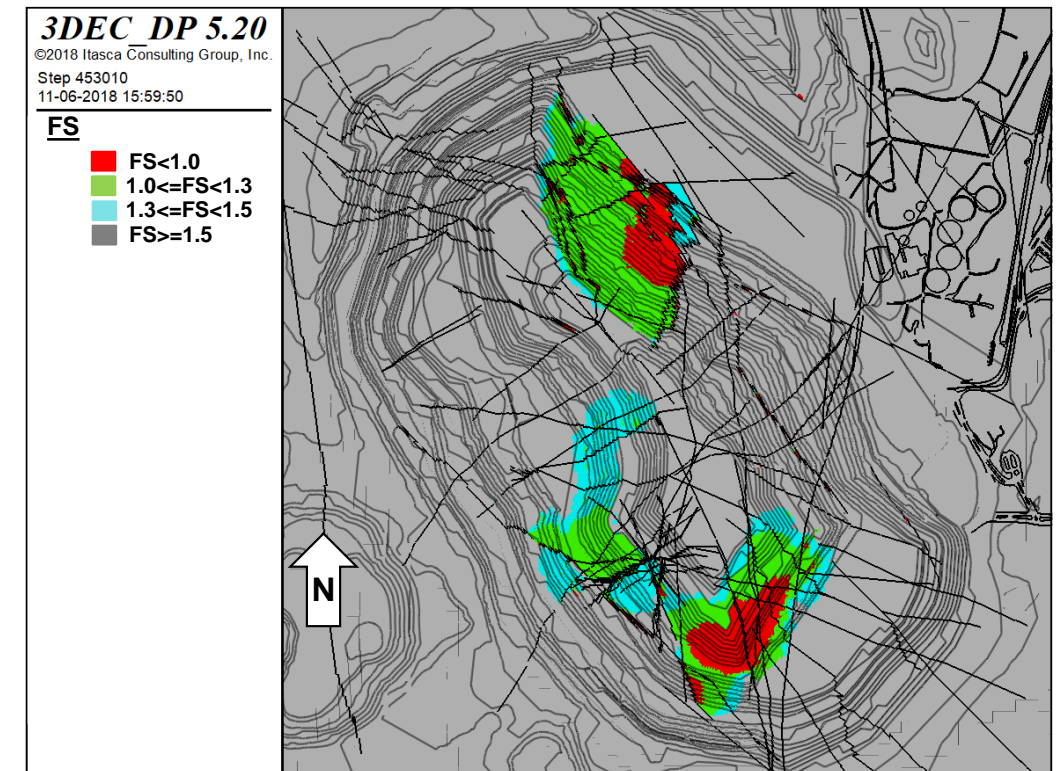 3DEC_DP 5.20
©2018 Itasca Consulting Group, Inc.
Step 453010
11-06-2018 15:59:50
FS
FS<1.0
1.0<=FS<1.3
1.3<=FS<1.5
FS>=1.5
N